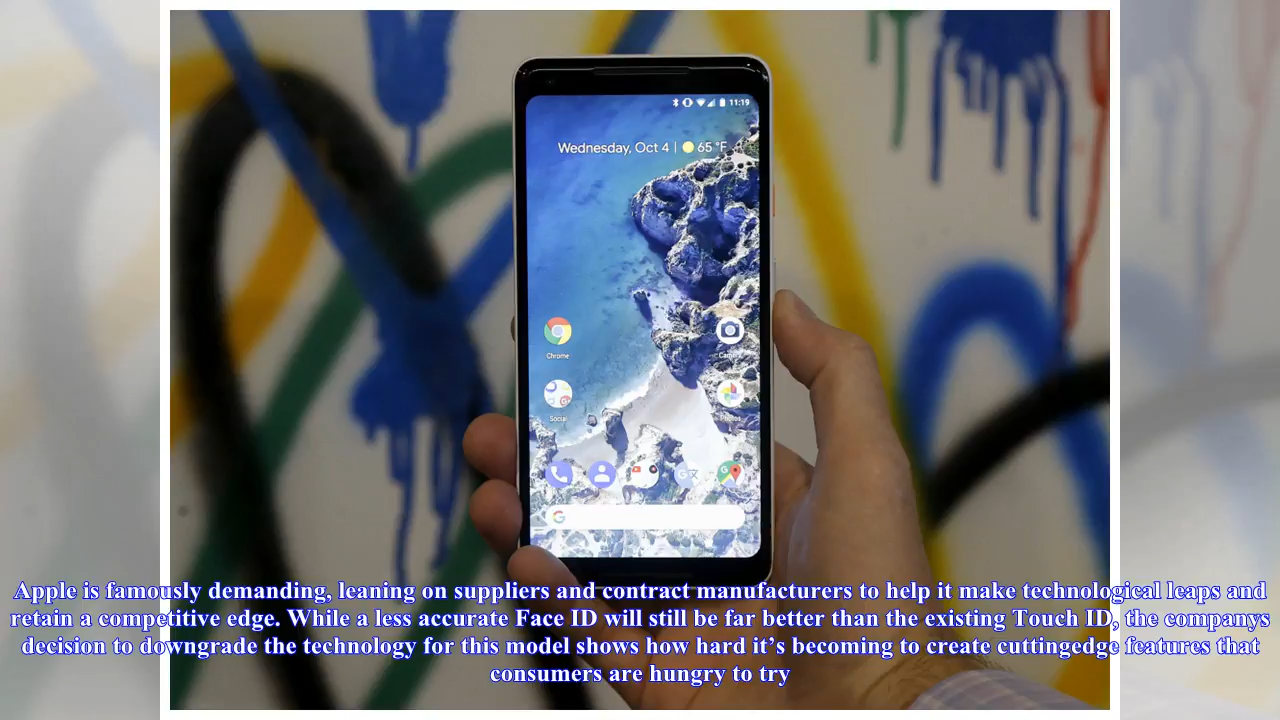 11:19
Wednesday, Oct 4 | 65 °F
Chrome
Camera
Social
Photos
Apple is famously demanding, leaning on suppliers and contract manufacturers to help it make technological leaps and
retain a competitive edge. While a less accurate Face ID will still be far better than the existing Touch ID, the companys
decision to downgrade the technology for this model shows how hard it’s becoming to create cuttingedge features that
consumers are hungry to try